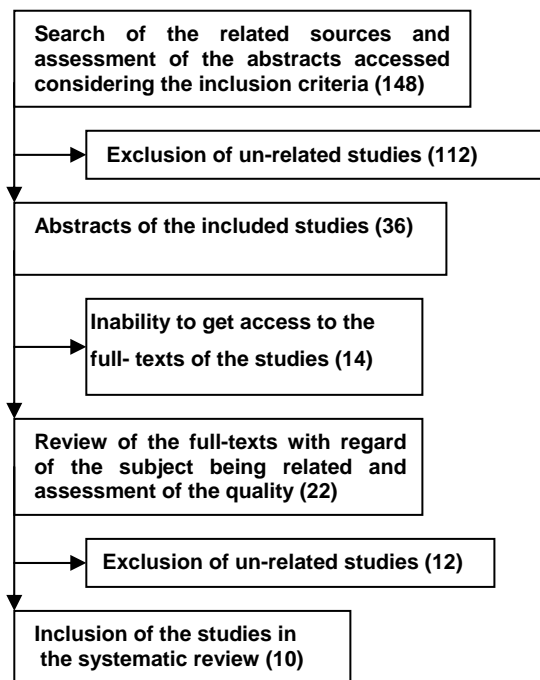 Search of the related sources and
assessment of the abstracts accessed
considering the inclusion criteria (148)
Exclusion of un-related studies (112)
Abstracts of the included studies (36)
Inability to get access to the
full- texts of the studies (14)
Review of the full-texts with regard
of the subject being related and
assessment of the quality (22)
Exclusion of un-related studies (12)
Inclusion of the studies in
the systematic review (10)